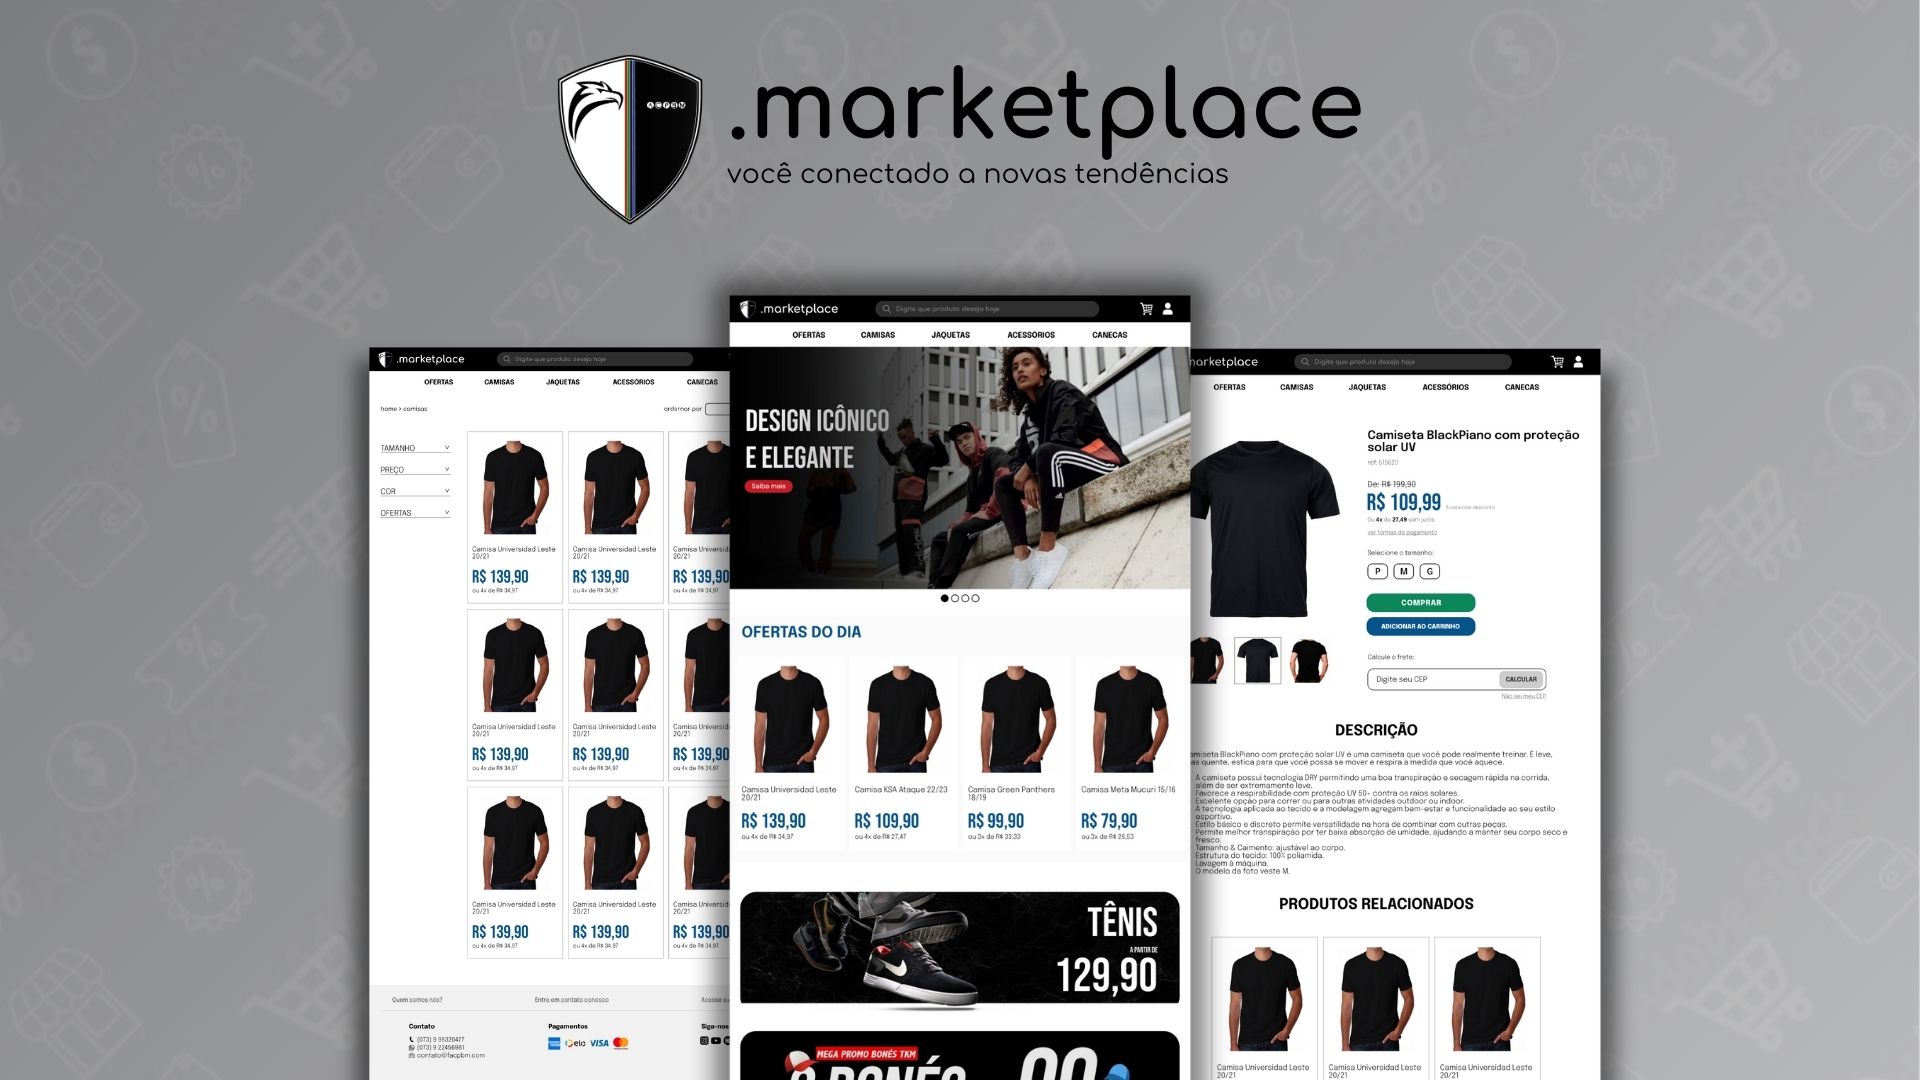 ACPBM
.marketplace
você conectado a novas tendências
.marketplace
Digite que produto deseja hoje
OFERTAS CAMISAS JAQUETAS ACESSÓRIOS CANECAS
home > camisas
ordernar por
TAMANHO
PREÇO
COR
OFERTAS
Camisa Universidad Leste
20/21
R$ 139,90
ou 4x de R$ 34,97
Camisa Universidad Leste
20/21
R$ 139,90
ou 4x de R$ 34,97
Camisa Universid
20/21
R$ 139,90
ou 4x de R$ 34,97
Camisa Universidad Leste
20/21
R$ 139,90
ou 4x de R$ 34,97
Camisa Universidad Leste
20/21
R$ 139,90
ou 4x de R$ 34,97
Camisa Universid
20/21
R$ 139,90
ou 4x de R$ 34,97
Camisa Universidad Leste
20/21
R$ 139,90
ou 4x de R$ 34,97
Camisa Universidad Leste
20/21
R$ 139,90
ou 4x de R$ 34,97
Camisa Universid
20/21
R$ 139,90
ou 4x de R$ 34,97
Quem somos nós?
Entre em contato conosco
Acesse su
Contato
(073) 9 96320477
(073) 9 22456981
contato@facpbm.com
Pagamentos
elo VISA
Siga-nos
.marketplace
Digite que produto deseja hoje
OFERTAS CAMISAS JAQUETAS ACESSÓRIOS CANECAS
DESIGN ICÔNICO
E ELEGANTE
Saiba mais
OFERTAS DO DIA
Camisa Universidad Leste
20/21
R$ 139,90
ou 4x de R$ 34,97
Camisa KSA Ataque 22/23
R$ 109,90
ou 4x de R$ 27,47
Camisa Green Panthers
18/19
R$ 99,90
ou 3x de R$ 33,33
Camisa Meta Mucuri 15/16
R$ 79,90
ou 3x de R$ 26,53
TÊNIS
A PARTIR DE
129,90
MEGA PROMO BONÉS TKM
BONÉS
marketplace
Digite que produto deseja hoje
OFERTAS CAMISAS JAQUETAS ACESSÓRIOS CANECAS
Camiseta BlackPiano com proteção
solar UV
ref: 515620
De: R$ 199,90
R$ 109,99
À vista com desconto
Ou 4x de 27,49 sem juros.
ver formas de pagamento
Selecione o tamanho:
P M G
COMPRAR
ADICIONAR AO CARRINHO
Calcule o frete:
Digite seu CEP
CALCULAR
Não sei meu CEP
DESCRIÇÃO
amiseta BlackPiano com proteção solar UV é uma camiseta que você pode realmente treinar. É leve,
as quente, estica para que você possa se mover e respira à medida que você aquece.
A camiseta possui tecnologia DRY permitindo uma boa transpiração e secagem rápida na corrida,
além de ser extremamente leve.
Favorece a respirabilidade com proteção UV 50+ contra os raios solares.
Excelente opção para correr ou para outras atividades outdoor ou indoor.
A tecnologia aplicada ao tecido e a modelagem agregam bem-estar e funcionalidade ao seu estilo
esportivo.
Estilo básico e discreto permite versatilidade na hora de combinar com outras peças.
Permite melhor transpiração por ter baixa absorção de umidade, ajudando a manter seu corpo seco e
fresco.
Tamanho & Caimento: ajustável ao corpo.
Estrutura do tecido: 100% poliamida.
Lavagem à máquina.
O modelo da foto veste M.
PRODUTOS RELACIONADOS
Camisa Universidad Leste
20/21
Camisa Universidad Leste
20/21
Camisa Universidad Leste
20/21